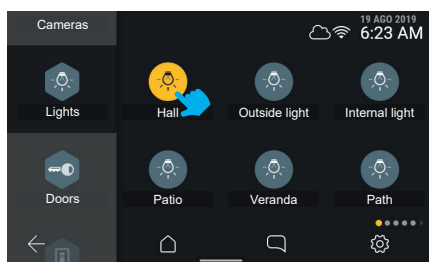 Cameras
19 AGO 2019
6:23 AM
Lights
Hall
Outside light
Internal light
Doors
Patio
Veranda
Path